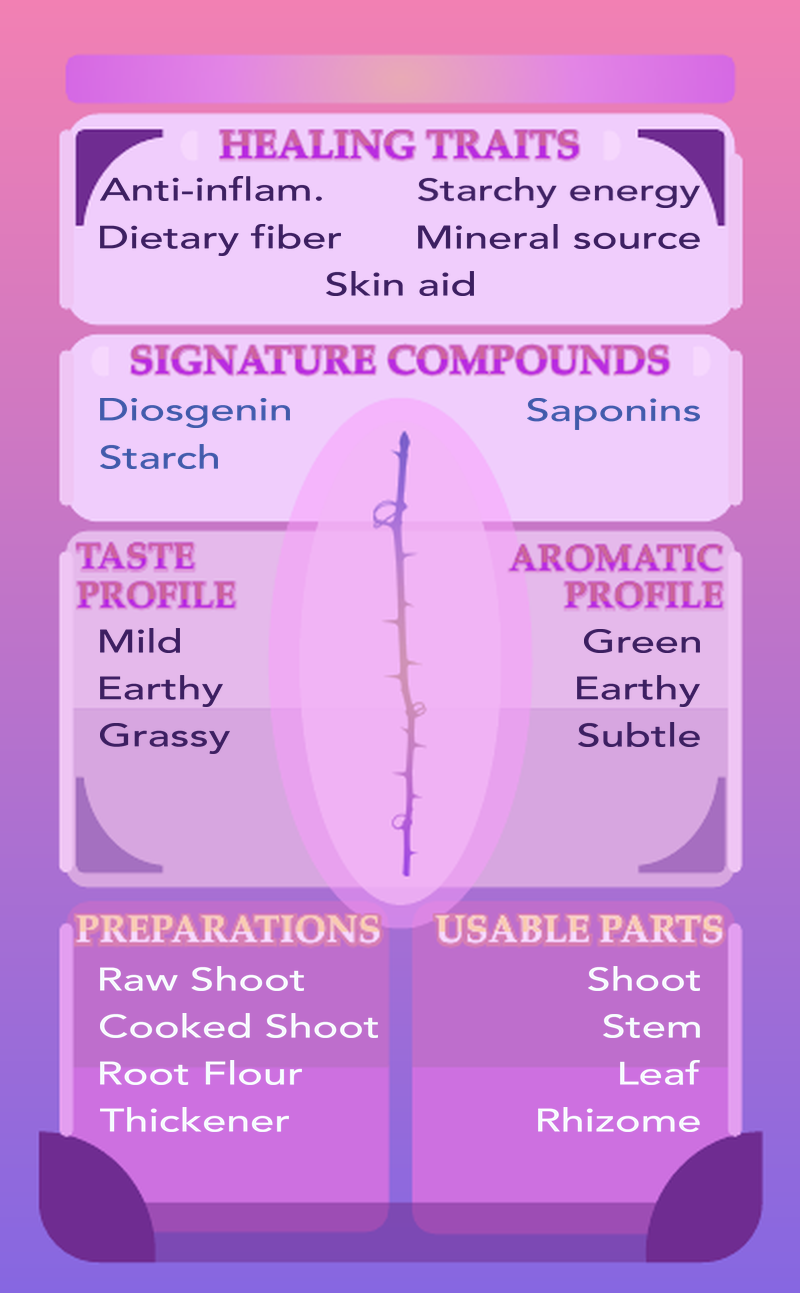 HEALING TRAITS
Anti-inflam. Starchy energy
Dietary fiber Mineral source
Skin aid
SIGNATURE COMPOUNDS
Diosgenin Saponins
Starch
TASTE
PROFILE
Mild
Earthy
Grassy
AROMATIC
PROFILE
Green
Earthy
Subtle
PREPARATIONS
Raw Shoot
Cooked Shoot
Root Flour
Thickener
USABLE PARTS
Shoot
Stem
Leaf
Rhizome